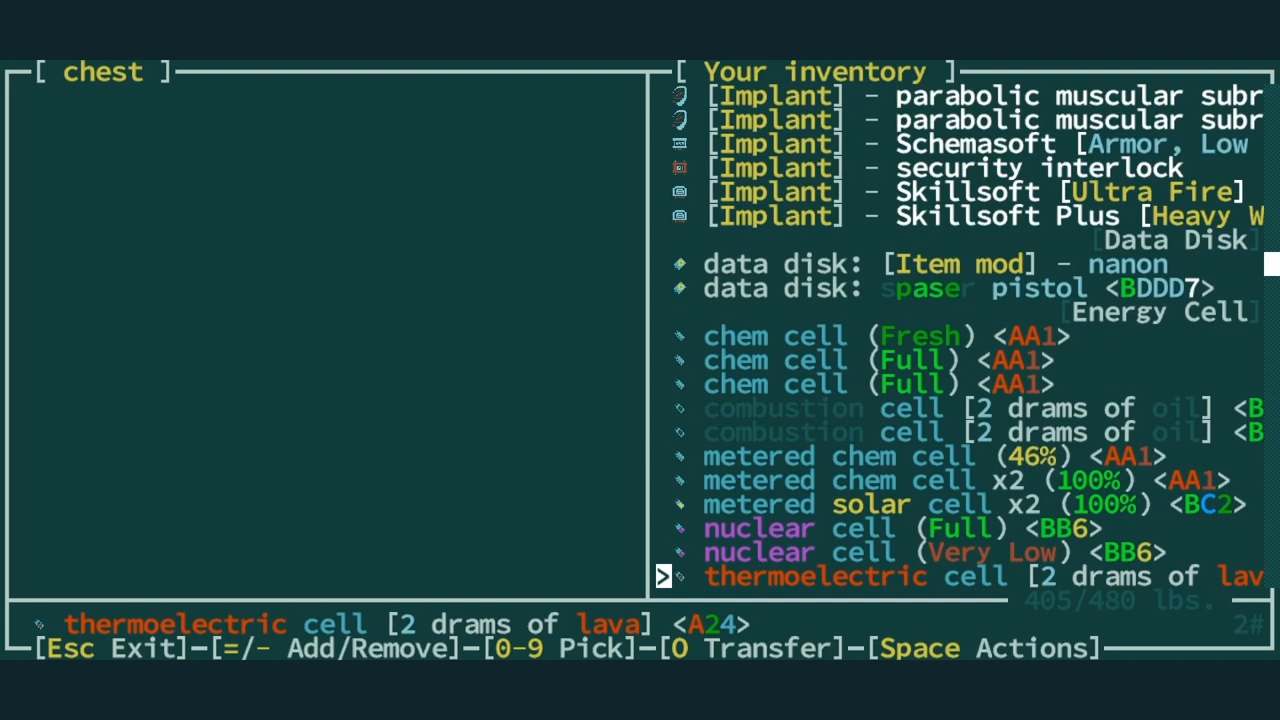 [ chest ]
[ Your inventory ]
[Implant] - parabolic muscular subr
[Implant] - parabolic muscular subr
[Implant] - Schemasoft [Armor, Low
[Implant] - security interlock
[Implant] - Skillsoft [Ultra Fire]
[Implant] - Skillsoft Plus [Heavy W
[Data Disk]
data disk: [Item mod] - nanon
data disk: spaser pistol <BDDD7>
[Energy Cell]
chem cell (Fresh) <AA1>
chem cell (Full) <AA1>
chem cell (Full) <AA1>
combustion cell [2 drams of oil] <B
combustion cell [2 drams of oil] <B
metered chem cell (46%) <AA1>
metered chem cell x2 (100%) <AA1>
metered solar cell x2 (100%) <BC2>
nuclear cell (Full) <BB6>
nuclear cell (Very Low) <BB6>
> thermoelectric cell [2 drams of lav
405/480 lbs.
thermoelectric cell [2 drams of lava] <A24>
2#
[Esc Exit]-[=/- Add/Remove]-[0-9 Pick]-[O Transfer]-[Space Actions]